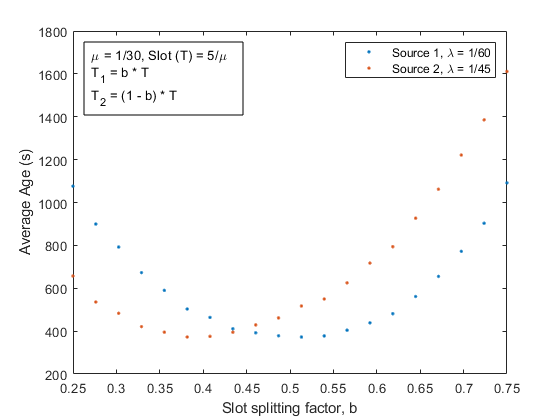 μ = 1/30, Slot (T) = 5/μ
T1 = b * T
T2 = (1 - b) * T
Source 1, λ = 1/60
Source 2, λ = 1/45
1800
1600
1400
1200
1000
800
600
400
200
Average Age (s)
0.25 0.3 0.35 0.4 0.45 0.5 0.55 0.6 0.65 0.7 0.75
Slot splitting factor, b